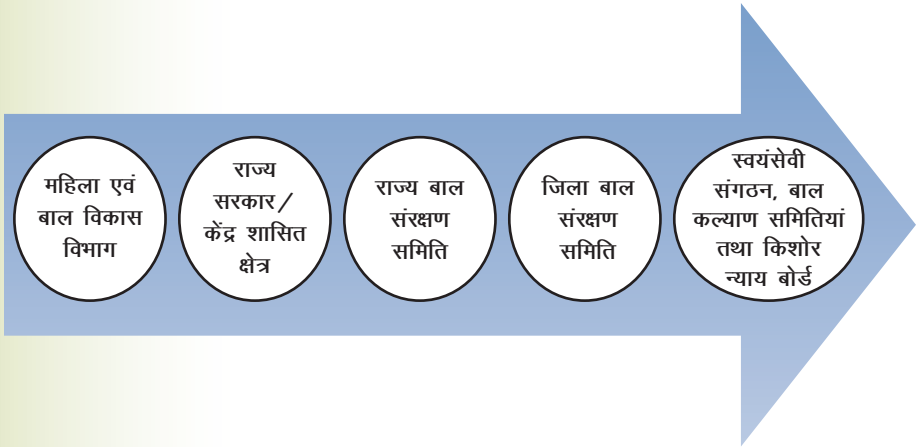 महिला एवं
बाल विकास
विभाग
राज्य
सरकार/
केंद्र शासित
क्षेत्र
राज्य बाल
संरक्षण
समिति
जिला बाल
संरक्षण
समिति
स्वयंसेवी
संगठन, बाल
कल्याण समितियां
तथा किशोर
न्याय बोर्ड